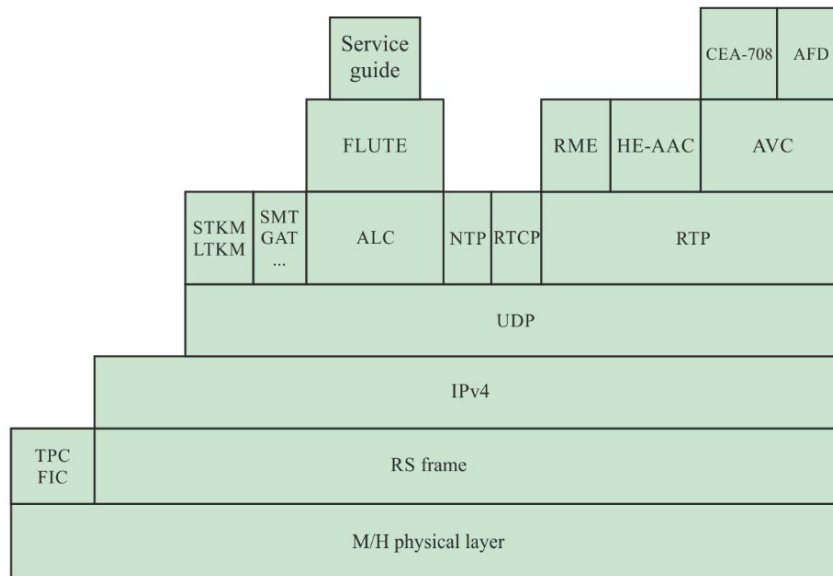 Service
guide
CEA-708
AFD
FLUTE
RME
HE-AAC
AVC
STKM
LTKM
SMT
GAT
...
ALC
NTP
RTCP
RTP
UDP
IPv4
TPC
FIC
RS frame
M/H physical layer